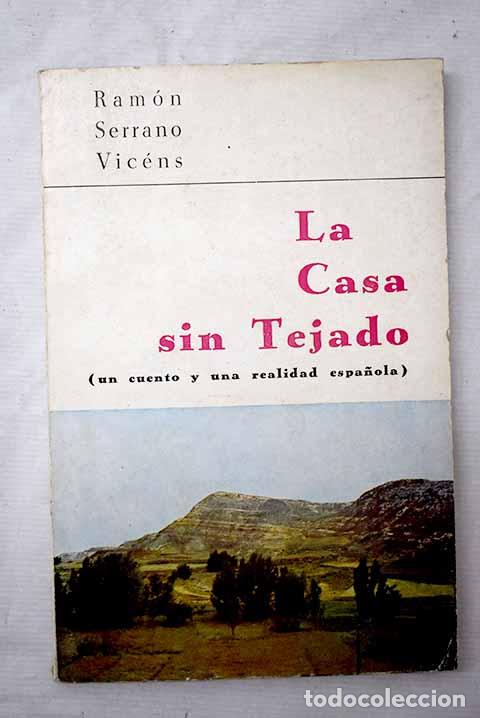 Ramón
Serrano
Vicéns
La
Casa
sin Tejado
(un cuento y una realidad española)
todocoleccion